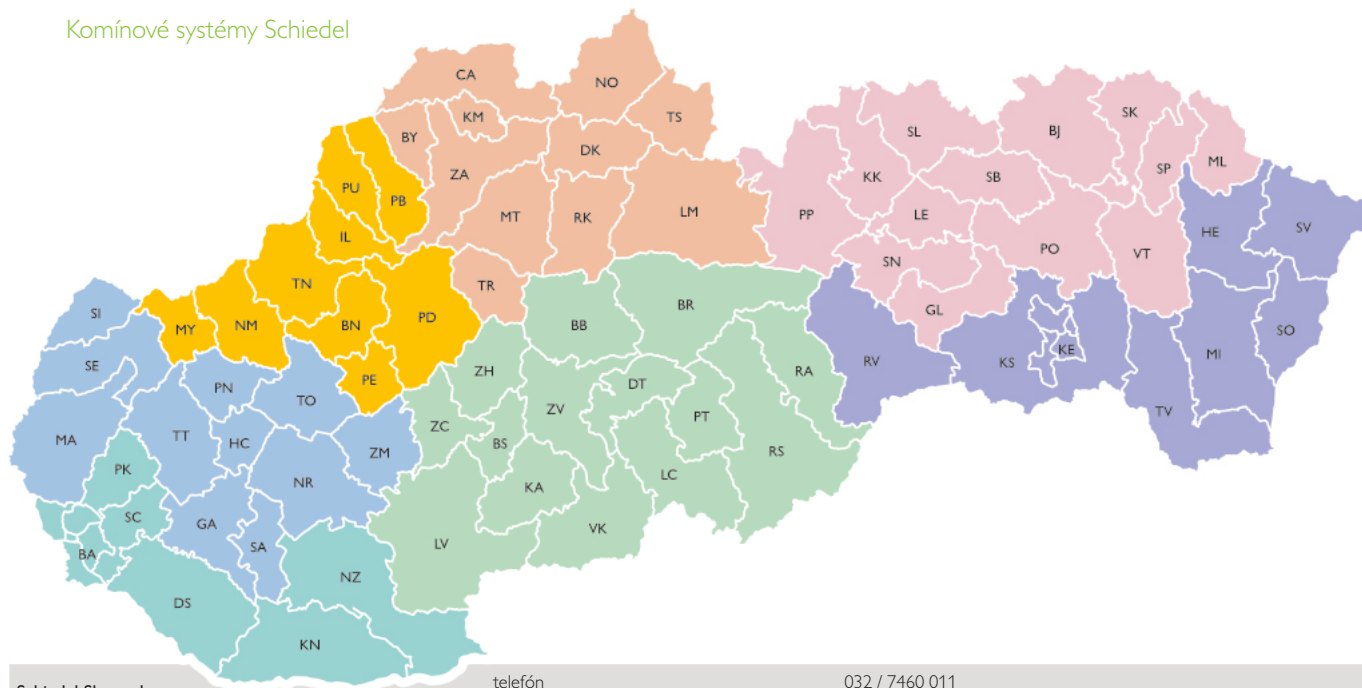 Komínové systémy Schiedel
CA
NO
KM
TS
BY
DK
ZA
PU
PB
MT
RK
LM
IL
TN
TR
BN
PD
MY
NM
PE
SL
BJ
SK
SP
ML
KK
SB
PP
LE
HE
SV
SN
PO
VT
GL
RV
KS
KE
MI
SO
TV
SI
SE
PN
TO
MA
TT
HC
ZM
NR
PK
SC
GA
SA
BA
NZ
DS
KN
BB
BR
ZH
DT
RA
ZV
PT
ZC
BS
RS
KA
LC
LV
VK
telefón 032 / 7460 011